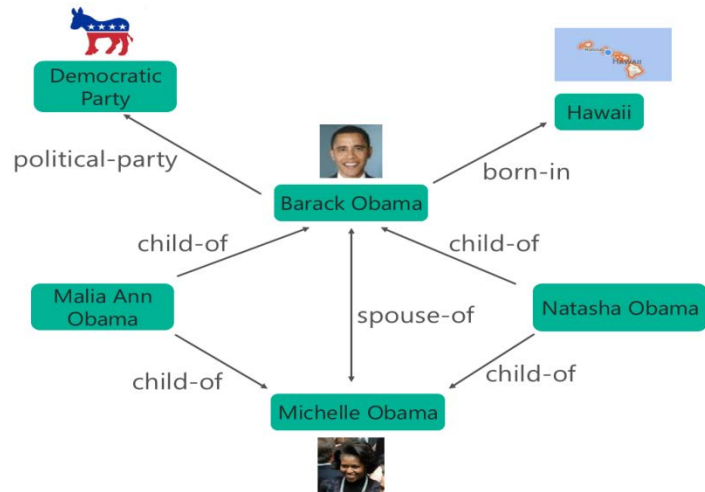 Democratic
Party
Hawaii
HAWAII
political-party
born-in
Barack Obama
child-of
child-of
Malia Ann
Obama
spouse-of
Natasha Obama
child-of
child-of
Michelle Obama